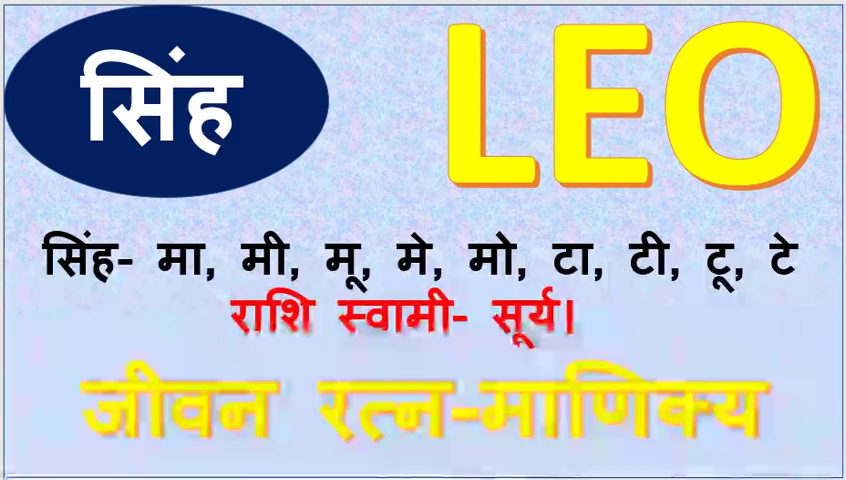 सिंह
LEO
सिंह- मा, मी, मू, मे, मो, टा, टी, टू, टे
राशि स्वामी- सूर्य।
जीवन रत्न-माणिक्य